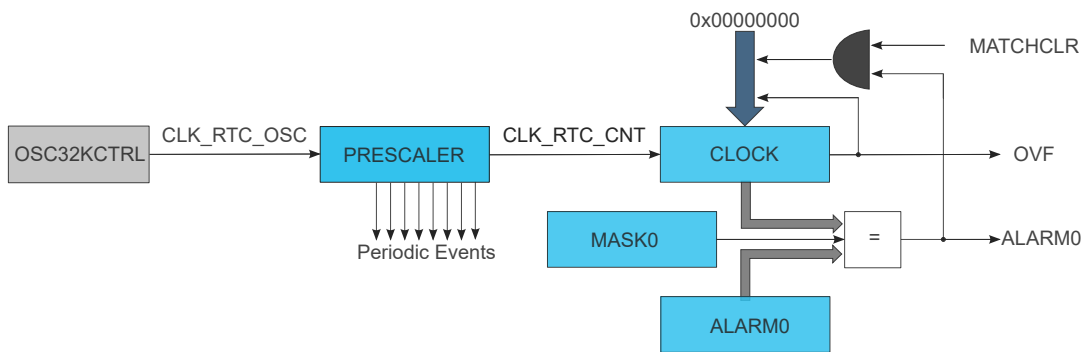 0x00000000
MATCHCLR
OSC32KCTRL
CLK_RTC_OSC
PRESCALER
CLK_RTC_CNT
CLOCK
OVF
Periodic Events
MASK0
=
ALARM0
ALARM0